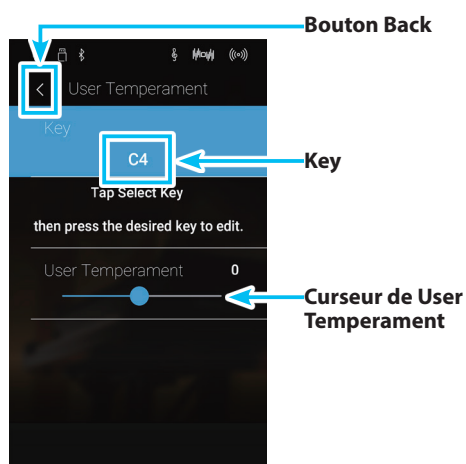 Bouton Back
User Temperament
Key
C4
Key
Tap Select Key
then press the desired key to edit.
User Temperament 0
Curseur de User
Temperament